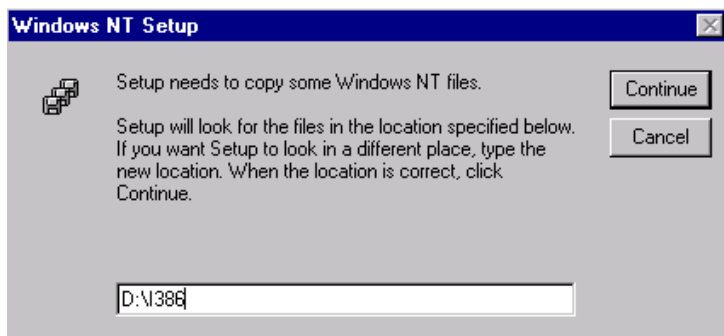 Windows NT Setup
Setup needs to copy some Windows NT files.
Continue
Setup will look for the files in the location specified below.
If you want Setup to look in a different place, type the
new location. When the location is correct, click
Continue.
Cancel
D:\I386